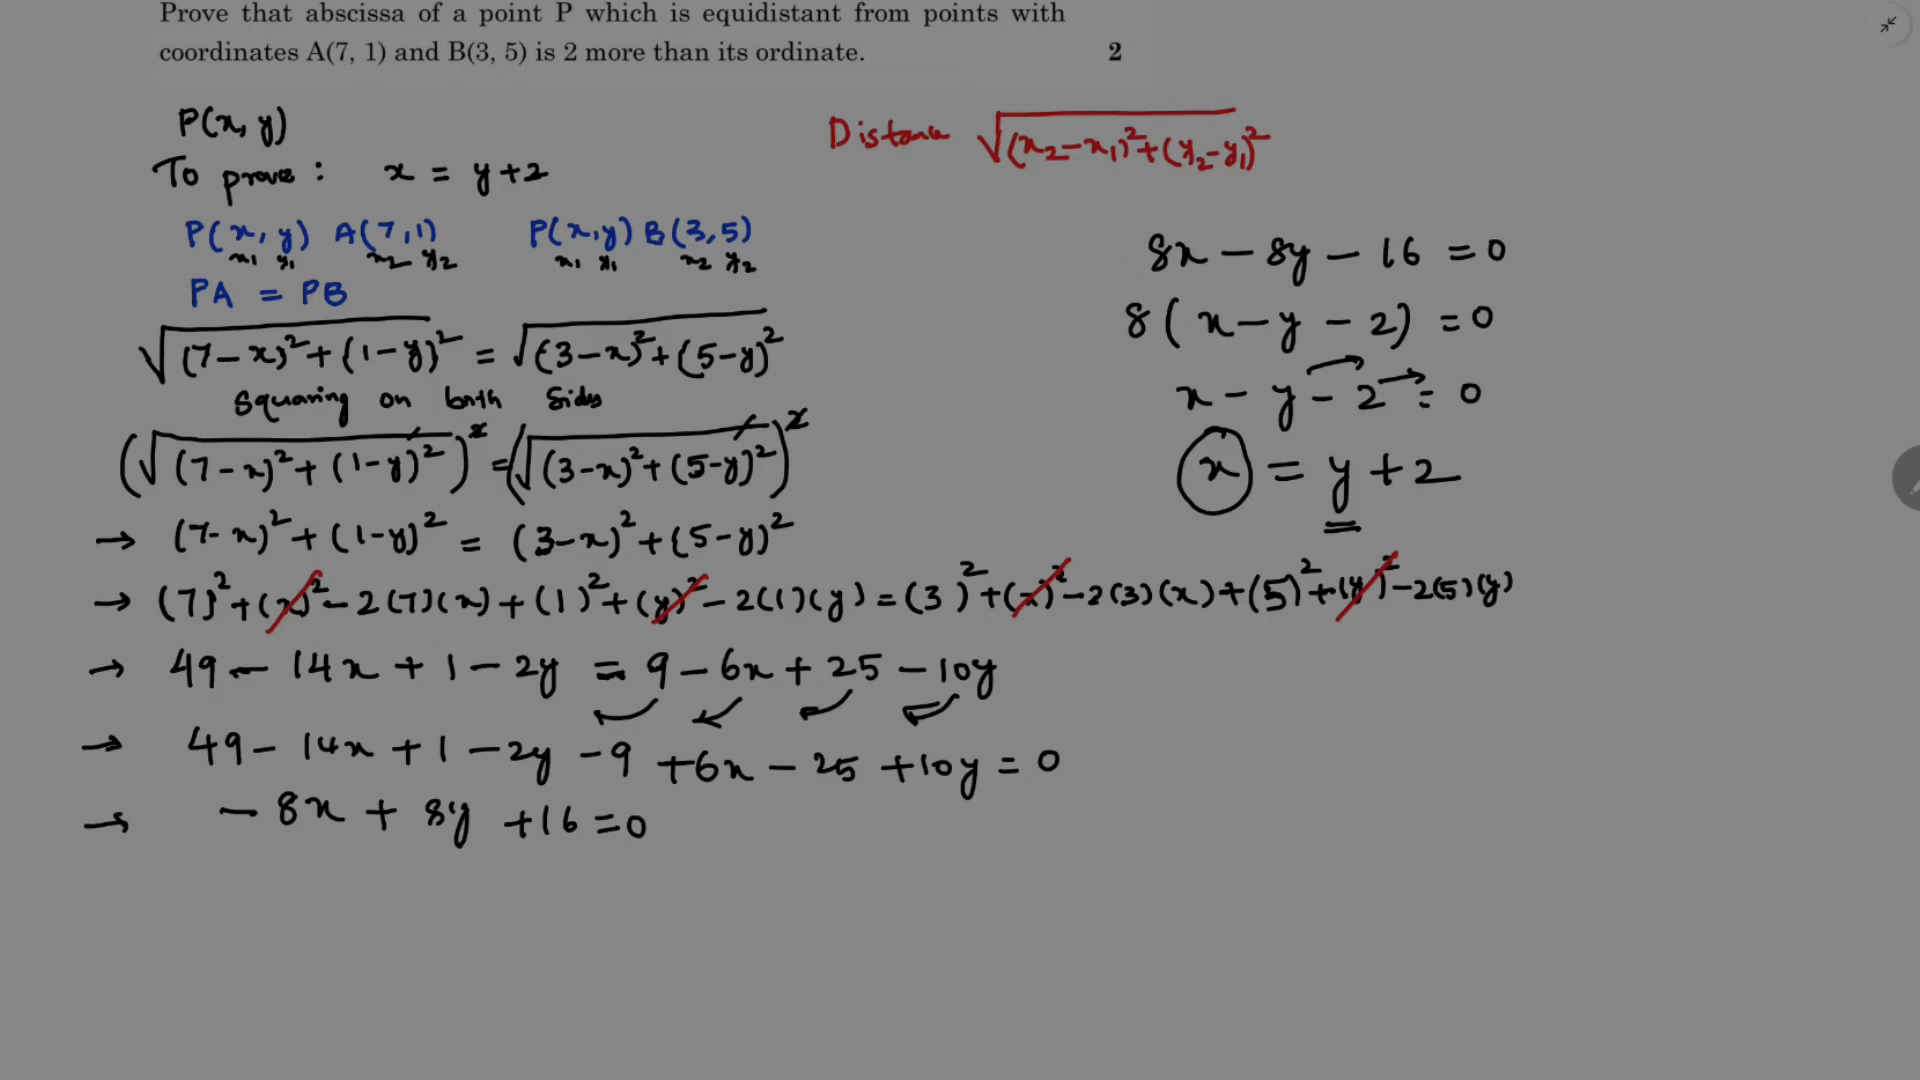 Prove that abscissa of a point P which is equidistant from points with
coordinates A(7, 1) and B(3, 5) is 2 more than its ordinate. 2
P(x, y)
To prove : x = y+2
Distance √(x₂-x₁)²+(y₂-y₁)²
P(x, y) A(7,1) P(x,y) B(3,5)
x₁ y₁ x₂ y₂ x₁ y₁ x₂ y₂
PA = PB
√(7-x)²+(1-y)² = √(3-x)²+(5-y)²
Squaring on both sides
(√(7-x)²+(1-y)²)² = (√(3-x)²+(5-y)²)²
→ (7-x)²+(1-y)² = (3-x)²+(5-y)²
→ (7)²+(x)²-2(7)(x)+(1)²+(y)²-2(1)(y) = (3)²+(x)²-2(3)(x)+(5)²+(y)²-2(5)(y)
→ 49-14x+1-2y = 9-6x+25-10y
→ 49-14x+1-2y-9+6x-25+10y = 0
→ -8x+8y+16=0
8x-8y-16=0
8(x-y-2)=0
x-y-2=0
x = y+2